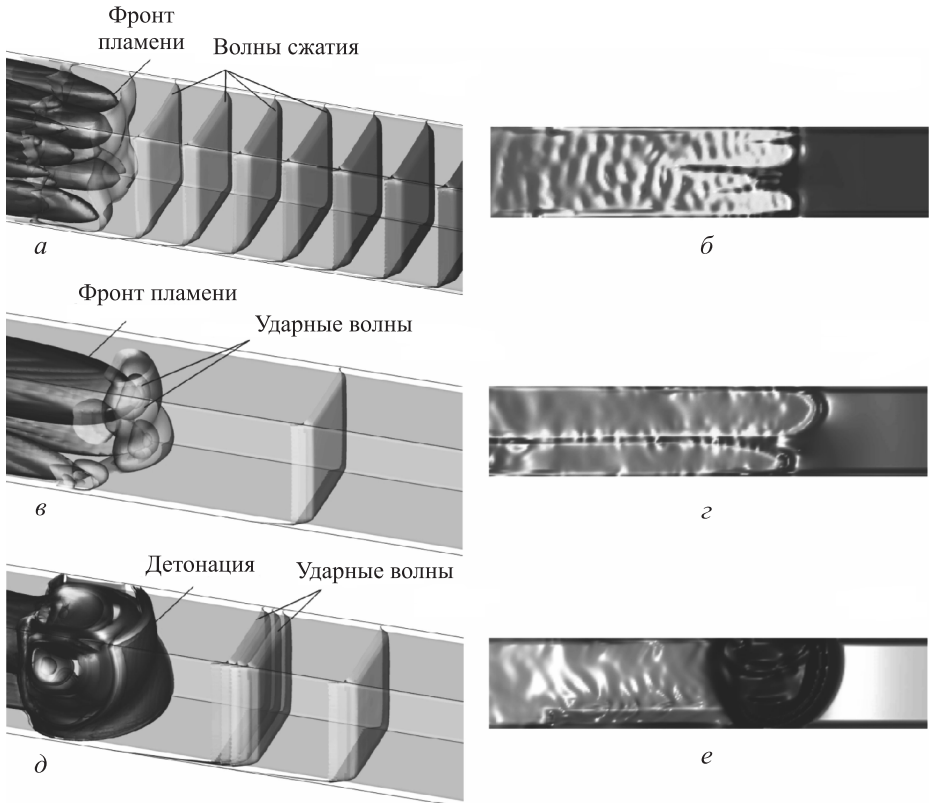 Фронт
пламени
Волны сжатия
а
б
Фронт пламени
Ударные волны
в
г
Детонация
Ударные волны
д
е